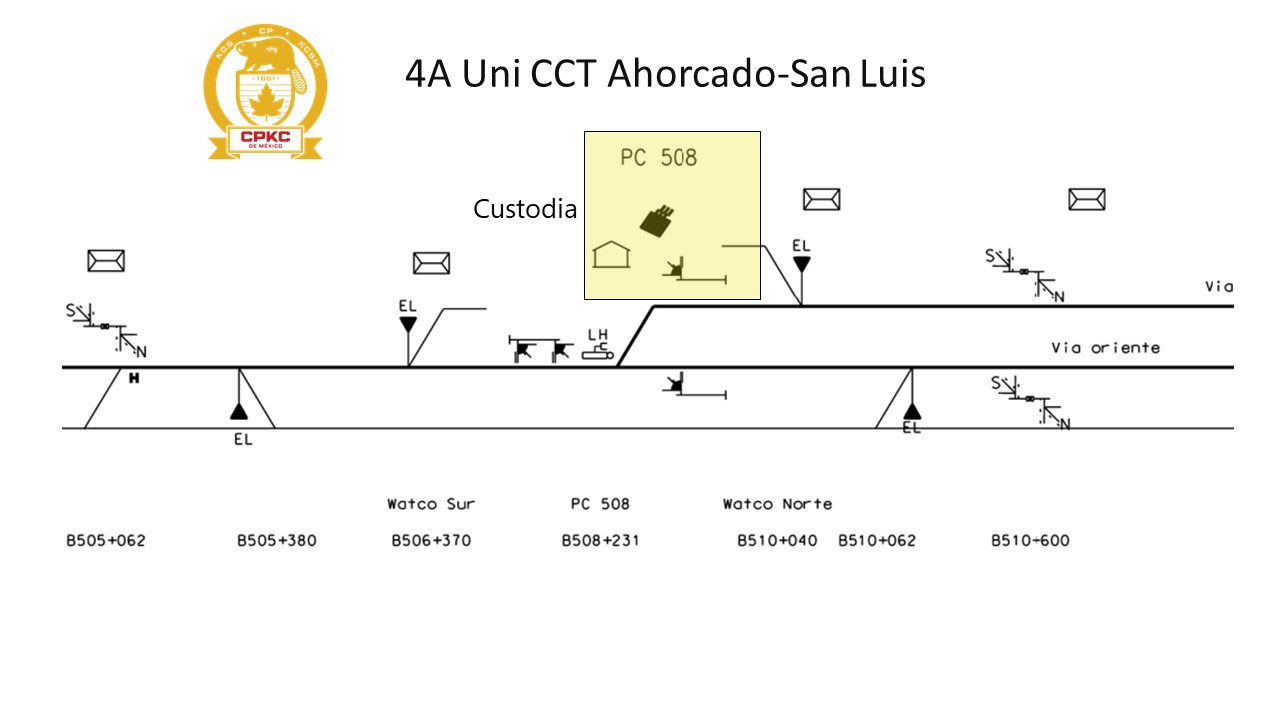 KCS • CP • KCSM
1881
CPKC
DE MÉXICO
4A Uni CCT Ahorcado-San Luis
PC 508
Custodia
EL
S
N
Via
EL
S
N
LH
Via oriente
H
S
N
EL
EL
Watco Sur
PC 508
Watco Norte
B505+062
B505+380
B506+370
B508+231
B510+040
B510+062
B510+600